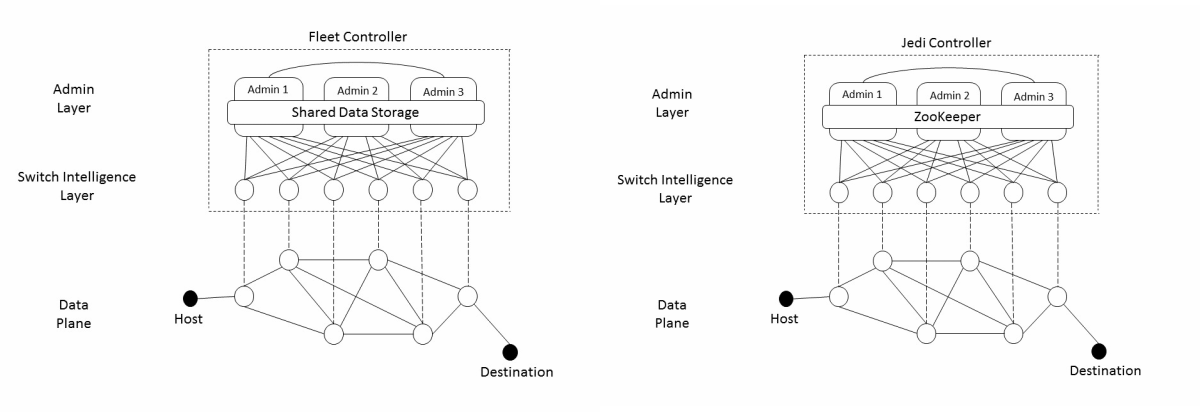 Fleet Controller
Admin
Layer
Admin 1
Admin 2
Admin 3
Shared Data Storage
Switch Intelligence
Layer
Data
Plane
Host
Destination
Jedi Controller
Admin
Layer
Admin 1
Admin 2
Admin 3
ZooKeeper
Switch Intelligence
Layer
Data
Plane
Host
Destination